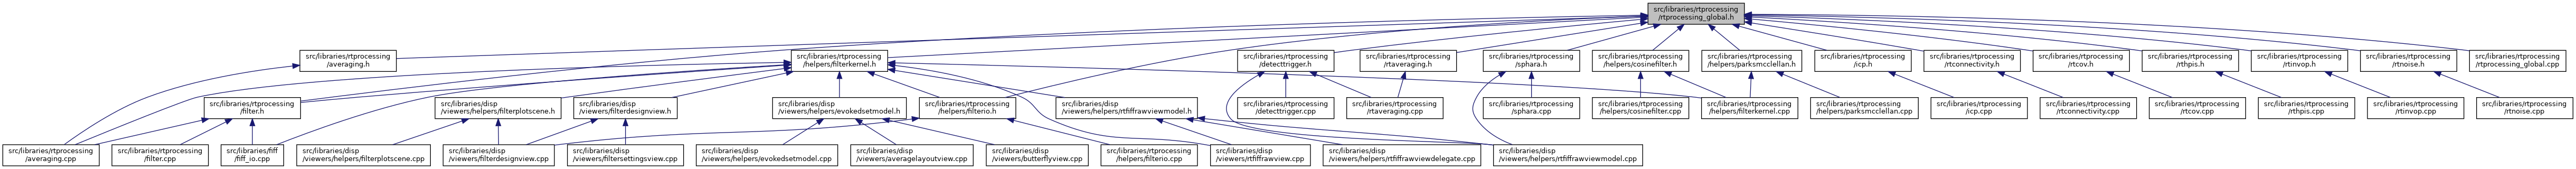 src/libraries/rtprocessing
/rtprocessing_global.h
src/libraries/rtprocessing
/averaging.h
src/libraries/rtprocessing
/helpers/filterkernel.h
src/libraries/rtprocessing
/detecttrigger.h
src/libraries/rtprocessing
/rtaveraging.h
src/libraries/rtprocessing
/sphara.h
src/libraries/rtprocessing
/helpers/cosinefilter.h
src/libraries/rtprocessing
/helpers/parksmcclellan.h
src/libraries/rtprocessing
/icp.h
src/libraries/rtprocessing
/rtconnectivity.h
src/libraries/rtprocessing
/rtcov.h
src/libraries/rtprocessing
/rthpis.h
src/libraries/rtprocessing
/rtinvop.h
src/libraries/rtprocessing
/rtnoise.h
src/libraries/rtprocessing
/rtprocessing_global.cpp
src/libraries/rtprocessing
/filter.h
src/libraries/disp
/viewers/helpers/filterplotscene.h
src/libraries/disp
/viewers/filterdesignview.h
src/libraries/disp
/viewers/helpers/evokedsetmodel.h
src/libraries/rtprocessing
/helpers/filterio.h
src/libraries/disp
/viewers/helpers/rtfiffrawviewmodel.h
src/libraries/rtprocessing
/detecttrigger.cpp
src/libraries/rtprocessing
/rtaveraging.cpp
src/libraries/rtprocessing
/sphara.cpp
src/libraries/rtprocessing
/helpers/cosinefilter.cpp
src/libraries/rtprocessing
/helpers/filterkernel.cpp
src/libraries/rtprocessing
/helpers/parksmcclellan.cpp
src/libraries/rtprocessing
/icp.cpp
src/libraries/rtprocessing
/rtconnectivity.cpp
src/libraries/rtprocessing
/rtcov.cpp
src/libraries/rtprocessing
/rthpis.cpp
src/libraries/rtprocessing
/rtinvop.cpp
src/libraries/rtprocessing
/rtnoise.cpp
src/libraries/rtprocessing
/averaging.cpp
src/libraries/rtprocessing
/filter.cpp
src/libraries/fiff
/fiff_io.cpp
src/libraries/disp
/viewers/helpers/filterplotscene.cpp
src/libraries/disp
/viewers/filterdesignview.cpp
src/libraries/disp
/viewers/filtersettingsview.cpp
src/libraries/disp
/viewers/helpers/evokedsetmodel.cpp
src/libraries/disp
/viewers/averagelayoutview.cpp
src/libraries/disp
/viewers/butterflyview.cpp
src/libraries/rtprocessing
/helpers/filterio.cpp
src/libraries/disp
/viewers/rtfiffrawview.cpp
src/libraries/disp
/viewers/helpers/rtfiffrawviewdelegate.cpp
src/libraries/disp
/viewers/helpers/rtfiffrawviewmodel.cpp